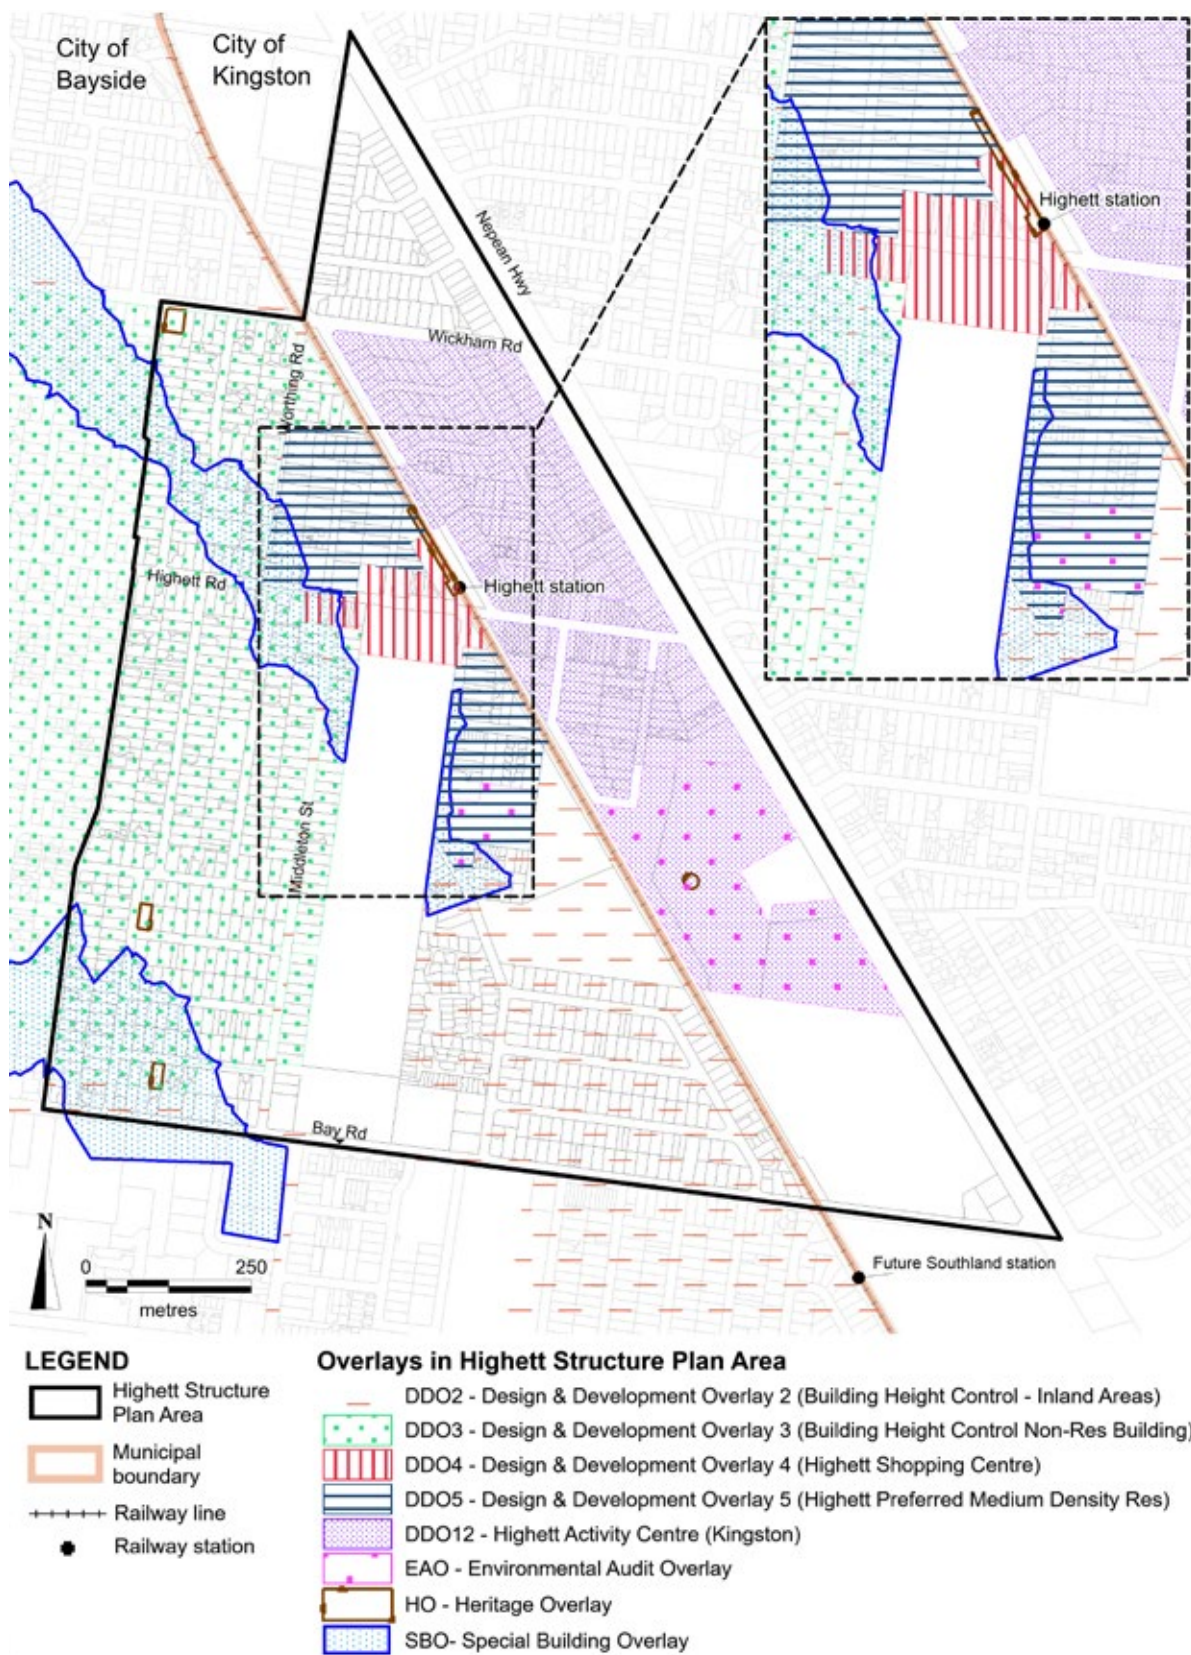 City of
Bayside
City of
Kingston
Nepean Hwy
Highett station
Wickham Rd
Worthing Rd
Highett Rd
Highett station
Middleton St
Bay Rd
N
0 250
metres
Future Southland station
LEGEND
Highett Structure
Plan Area
Municipal
boundary
Railway line
Railway station
Overlays in Highett Structure Plan Area
DDO2 - Design & Development Overlay 2 (Building Height Control - Inland Areas)
DDO3 - Design & Development Overlay 3 (Building Height Control Non-Res Building)
DDO4 - Design & Development Overlay 4 (Highett Shopping Centre)
DDO5 - Design & Development Overlay 5 (Highett Preferred Medium Density Res)
DDO12 - Highett Activity Centre (Kingston)
EAO - Environmental Audit Overlay
HO - Heritage Overlay
SBO- Special Building Overlay